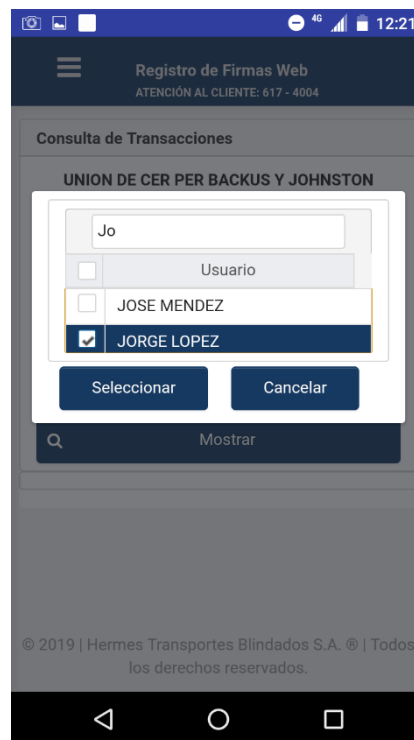 4G 12:21
Registro de Firmas Web
ATENCIÓN AL CLIENTE: 617 - 4004
Consulta de Transacciones
UNION DE CER PER BACKUS Y JOHNSTON
Jo
Usuario
JOSE MENDEZ
JORGE LOPEZ
Seleccionar Cancelar
Mostrar
© 2019 | Hermes Transportes Blindados S.A. ® | Todos
los derechos reservados.